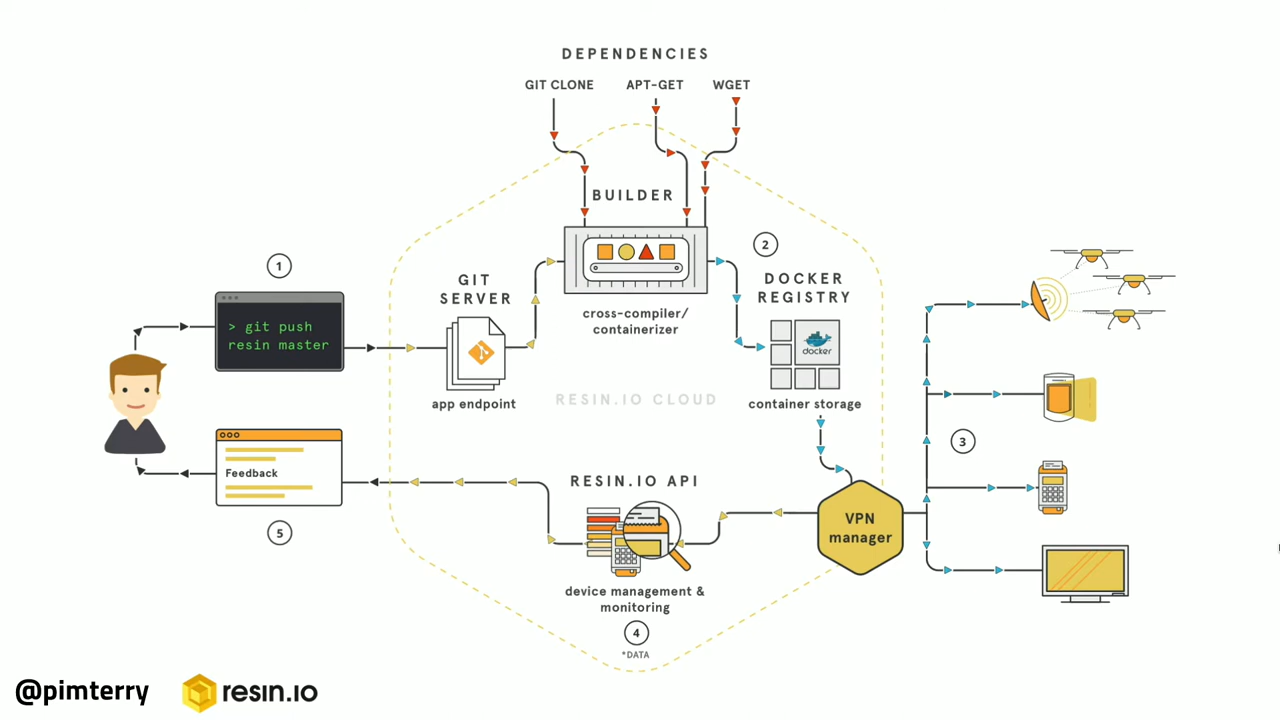 DEPENDENCIES
GIT CLONE
APT-GET
WGET
BUILDER
1
2
GIT
SERVER
DOCKER
REGISTRY
> git push
resin master
cross-compiler/
containerizer
docker
app endpoint
RESIN.IO CLOUD
container storage
3
Feedback
RESIN.IO API
VPN
manager
5
device management &
monitoring
4
*DATA
@pimterry
resin.io